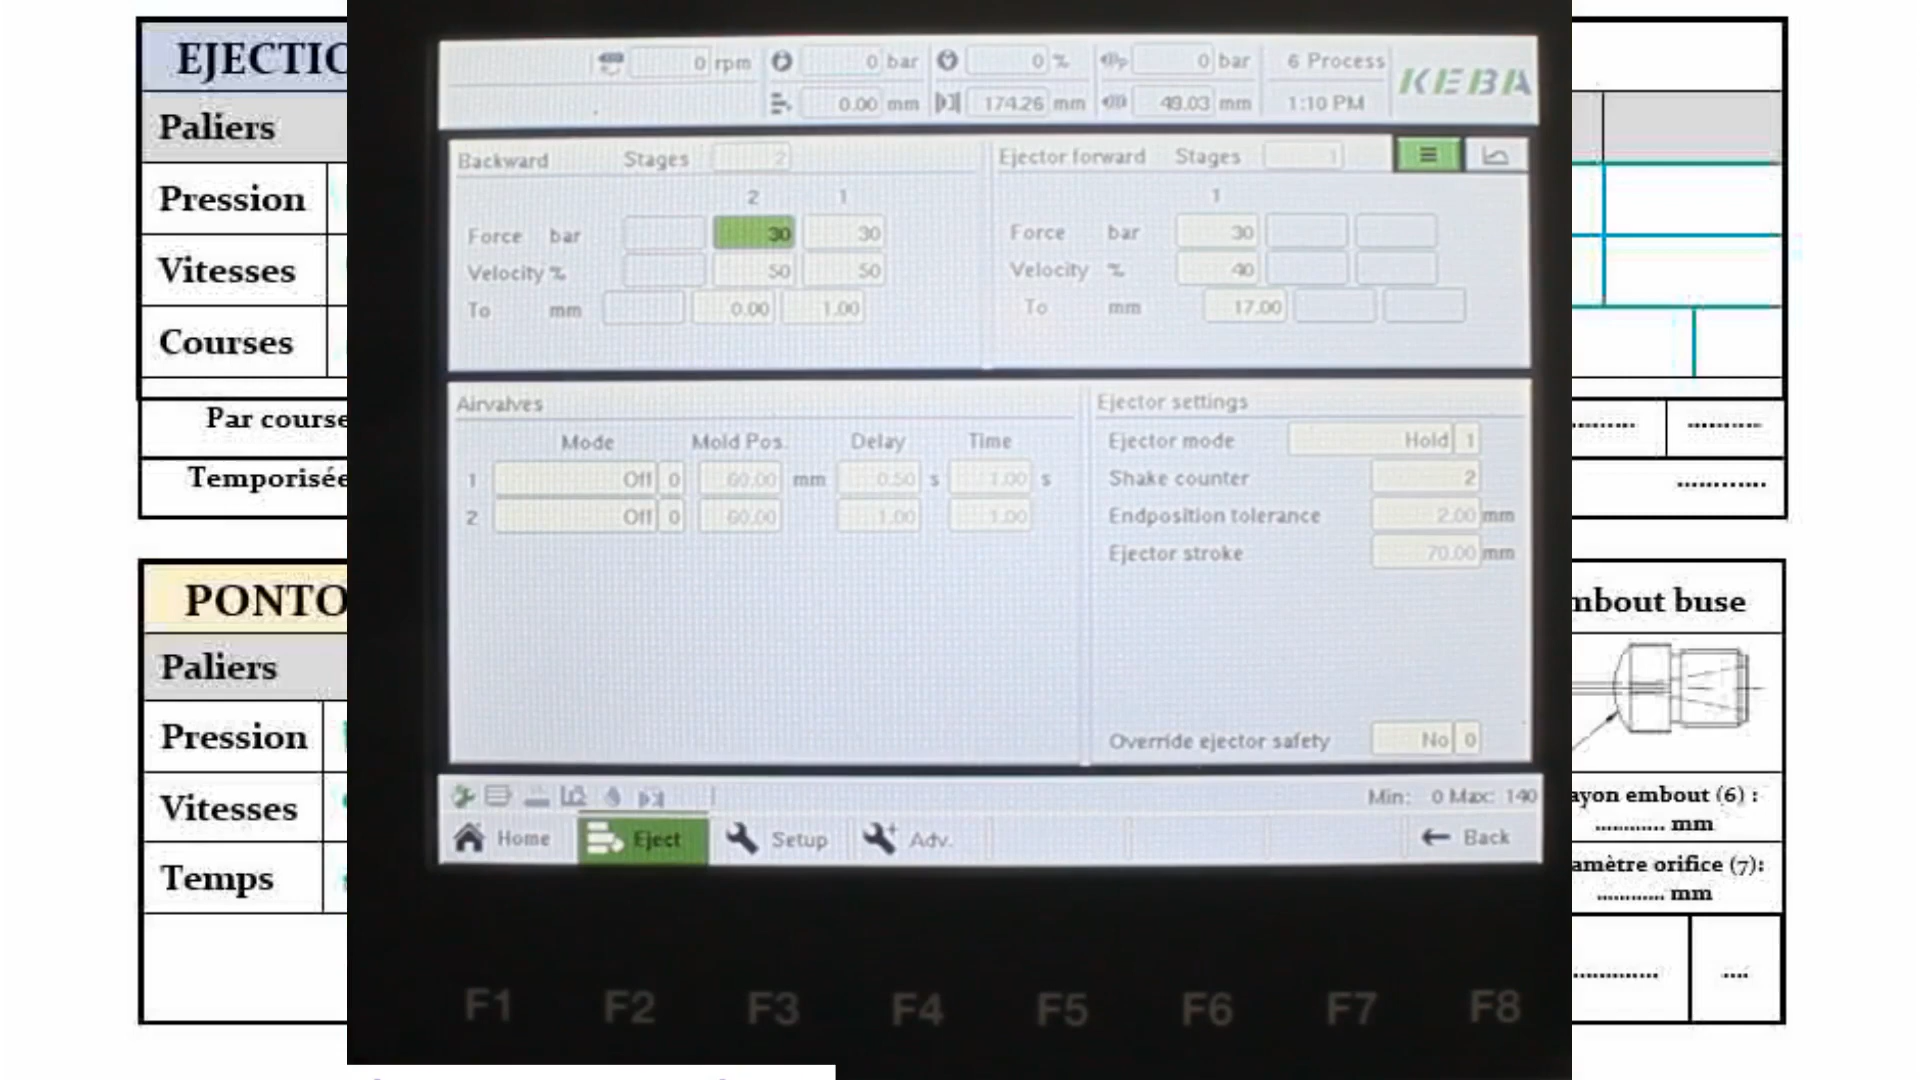 EJECTIO
Paliers
Pression
Vitesses
Courses
Par course
Temporisée
............ ............
............
PONTO
Paliers
Pression
Vitesses
Temps
0 rpm 0 bar 0 % 0 bar 6 Process
KEBA
0.00 mm 174.26 mm 49.03 mm 1:10 PM
Backward Stages 2
2 1
Force bar 30 30
Velocity % 50 50
To mm 0.00 1.00
Ejector forward Stages 1
1
Force bar 30
Velocity % 40
To mm 17.00
Airvalves
Mode Mold Pos. Delay Time
1 Off 0 60.00 mm 0.50 s 1.00 s
2 Off 0 60.00 1.00 1.00
Ejector settings
Ejector mode Hold 1
Shake counter 2
Endposition tolerance 2.00 mm
Ejector stroke 70.00 mm
Override ejector safety No 0
Min: 0 Max: 140
Home Eject Setup Adv. Back
F1 F2 F3 F4 F5 F6 F7 F8
mbout buse
ayon embout (6) :
............ mm
amètre orifice (7):
............ mm
............... ....